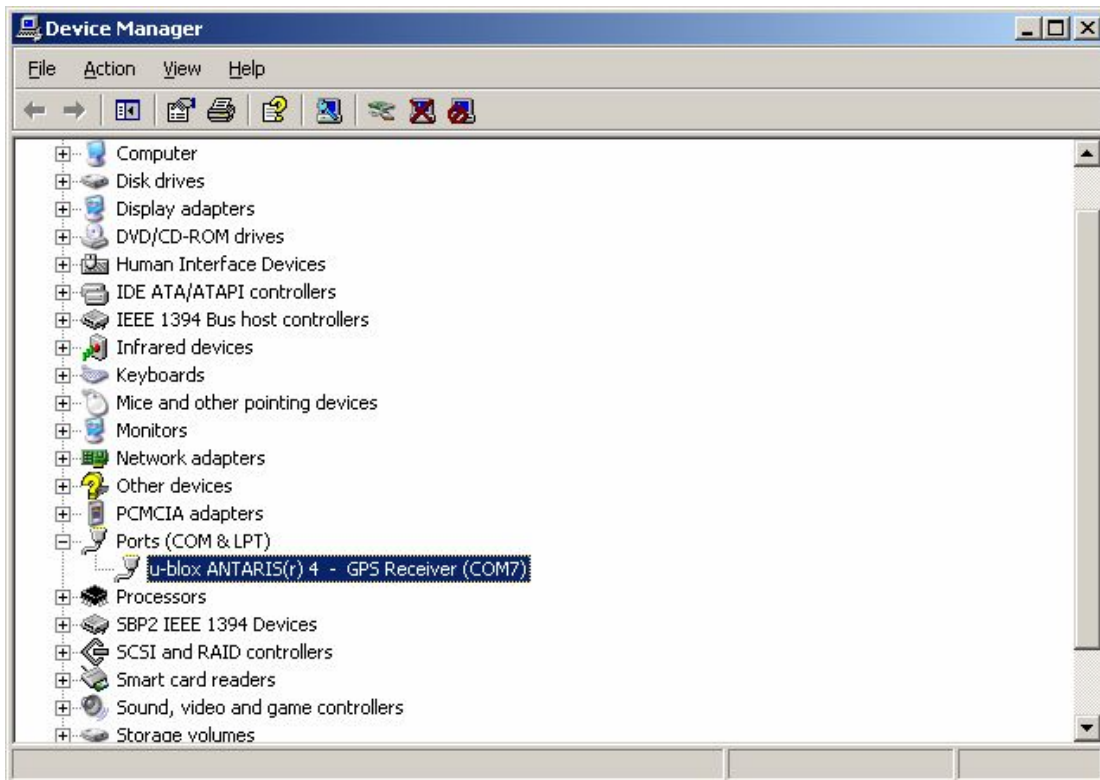 Device Manager
File Action View Help
Computer
Disk drives
Display adapters
DVD/CD-ROM drives
Human Interface Devices
IDE ATA/ATAPI controllers
IEEE 1394 Bus host controllers
Infrared devices
Keyboards
Mice and other pointing devices
Monitors
Network adapters
Other devices
PCMCIA adapters
Ports (COM & LPT)
u-blox ANTARIS(r) 4 - GPS Receiver (COM7)
Processors
SBP2 IEEE 1394 Devices
SCSI and RAID controllers
Smart card readers
Sound, video and game controllers
Storage volumes